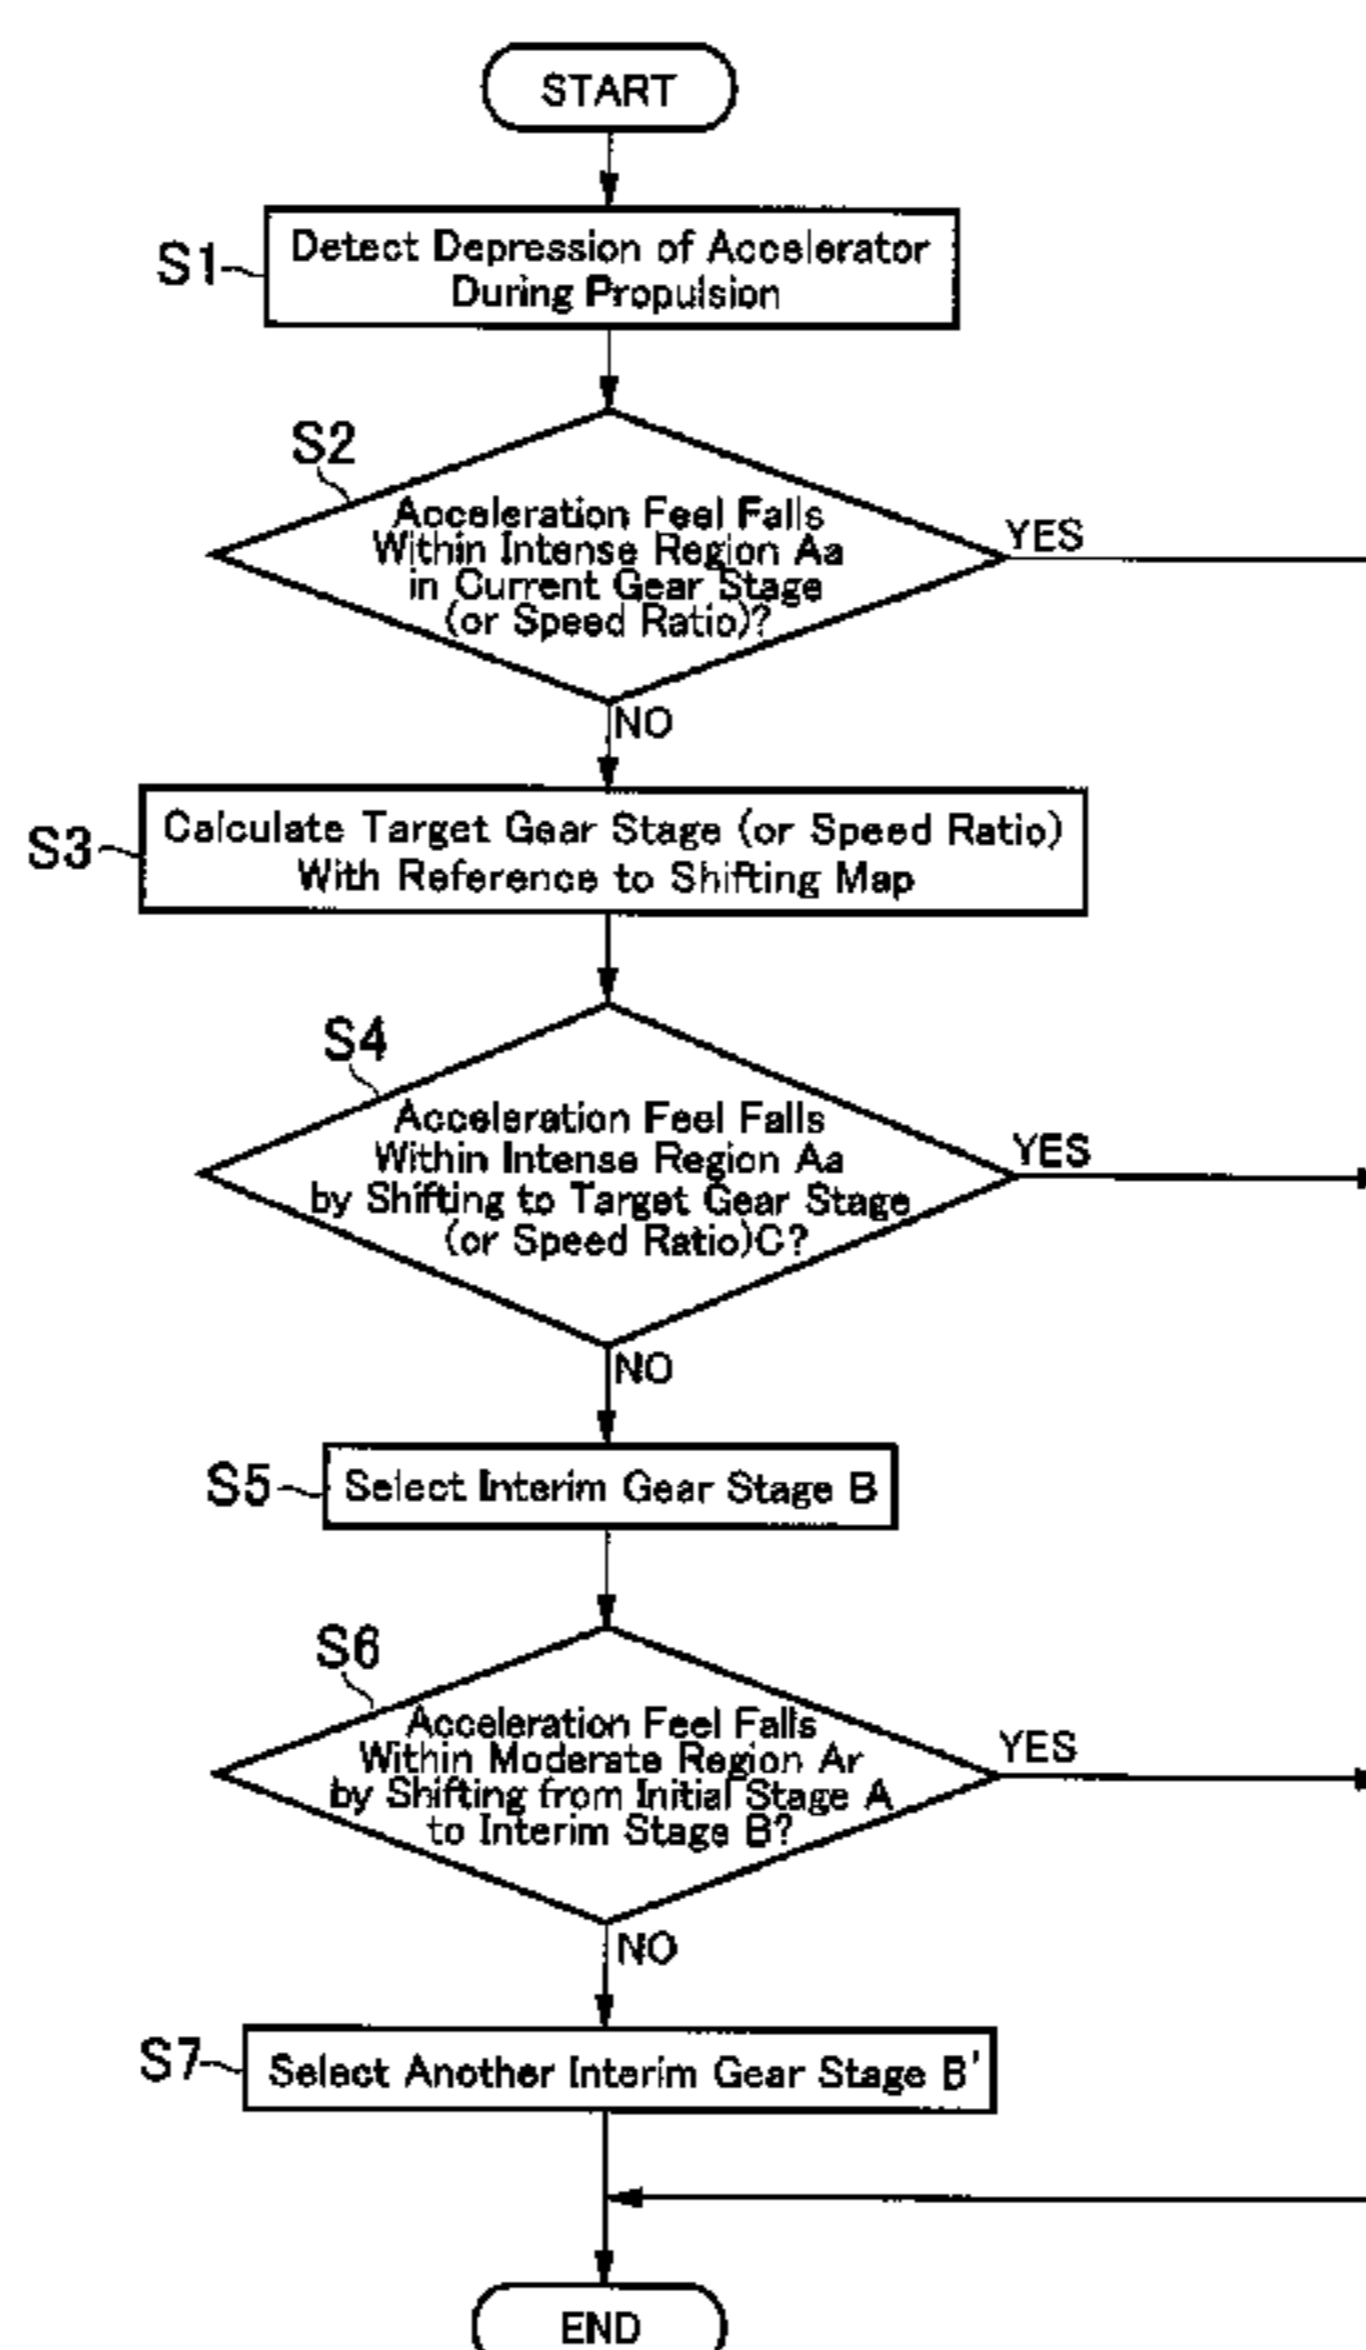 START
S1
Detect Depression of Accelerator
During Propulsion
S2
Acceleration Feel Falls
Within Intense Region Aa
in Current Gear Stage
(or Speed Ratio)?
YES
NO
S3
Calculate Target Gear Stage (or Speed Ratio)
With Reference to Shifting Map
S4
Acceleration Feel Falls
Within Intense Region Aa
by Shifting to Target Gear Stage
(or Speed Ratio)C?
YES
NO
S5
Select Interim Gear Stage B
S6
Acceleration Feel Falls
Within Moderate Region Ar
by Shifting from Initial Stage A
to Interim Stage B?
YES
NO
S7
Select Another Interim Gear Stage B'
END